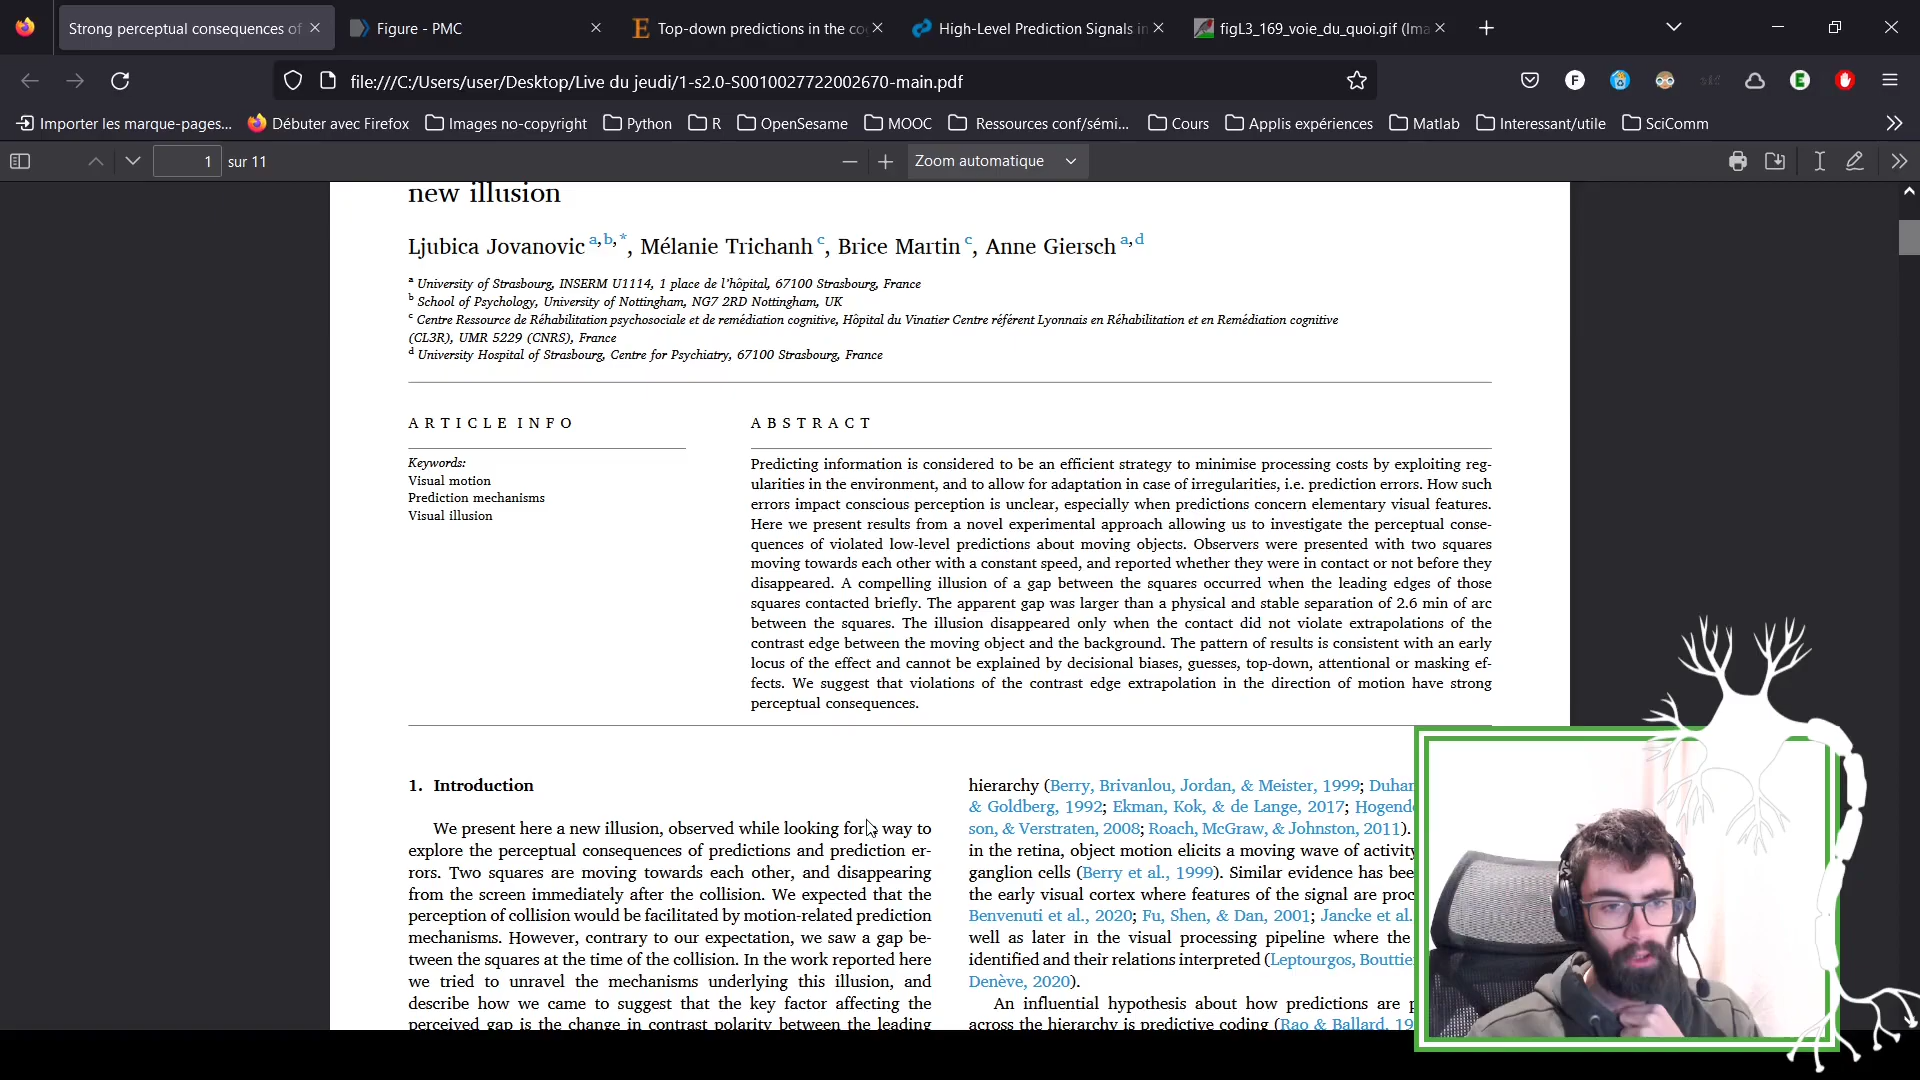 Strong perceptual consequences of
Figure - PMC
Top-down predictions in the co
High-Level Prediction Signals in
figL3_169_voie_du_quoi.gif (Ima
file:///C:/Users/user/Desktop/Live du jeudi/1-s2.0-S0010027722002670-main.pdf
Importer les marque-pages...
Débuter avec Firefox
Images no-copyright
Python
R
OpenSesame
MOOC
Ressources conf/sémi...
Cours
Applis expériences
Matlab
Interessant/utile
SciComm
1 sur 11
Zoom automatique
new illusion
Ljubica Jovanovic a,b,*, Mélanie Trichanh c, Brice Martin c, Anne Giersch a,d
a University of Strasbourg, INSERM U1114, 1 place de l'hôpital, 67100 Strasbourg, France
b School of Psychology, University of Nottingham, NG7 2RD Nottingham, UK
c Centre Ressource de Réhabilitation psychosociale et de remédiation cognitive, Hôpital du Vinatier Centre référent Lyonnais en Réhabilitation et en Remédiation cognitive
(CL3R), UMR 5229 (CNRS), France
d University Hospital of Strasbourg, Centre for Psychiatry, 67100 Strasbourg, France
ARTICLE INFO
Keywords:
Visual motion
Prediction mechanisms
Visual illusion
ABSTRACT
Predicting information is considered to be an efficient strategy to minimise processing costs by exploiting reg-
ularities in the environment, and to allow for adaptation in case of irregularities, i.e. prediction errors. How such
errors impact conscious perception is unclear, especially when predictions concern elementary visual features.
Here we present results from a novel experimental approach allowing us to investigate the perceptual conse-
quences of violated low-level predictions about moving objects. Observers were presented with two squares
moving towards each other with a constant speed, and reported whether they were in contact or not before they
disappeared. A compelling illusion of a gap between the squares occurred when the leading edges of those
squares contacted briefly. The apparent gap was larger than a physical and stable separation of 2.6 min of arc
between the squares. The illusion disappeared only when the contact did not violate extrapolations of the
contrast edge between the moving object and the background. The pattern of results is consistent with an early
locus of the effect and cannot be explained by decisional biases, guesses, top-down, attentional or masking ef-
fects. We suggest that violations of the contrast edge extrapolation in the direction of motion have strong
perceptual consequences.
1. Introduction
We present here a new illusion, observed while looking for way to
explore the perceptual consequences of predictions and prediction er-
rors. Two squares are moving towards each other, and disappearing
from the screen immediately after the collision. We expected that the
perception of collision would be facilitated by motion-related prediction
mechanisms. However, contrary to our expectation, we saw a gap be-
tween the squares at the time of the collision. In the work reported here
we tried to unravel the mechanisms underlying this illusion, and
describe how we came to suggest that the key factor affecting the
perceived gap is the change in contrast polarity between the leading
hierarchy (Berry, Brivanlou, Jordan, & Meister, 1999; Duha
& Goldberg, 1992; Ekman, Kok, & de Lange, 2017; Hogend
son, & Verstraten, 2008; Roach, McGraw, & Johnston, 2011).
in the retina, object motion elicits a moving wave of activity
ganglion cells (Berry et al., 1999). Similar evidence has bee
the early visual cortex where features of the signal are proc
Benvenuti et al., 2020; Fu, Shen, & Dan, 2001; Jancke et al.
well as later in the visual processing pipeline where the
identified and their relations interpreted (Leptourgos, Bouttie
Denève, 2020).
An influential hypothesis about how predictions are p
across the hierarchy is predictive coding (Rao & Ballard, 19